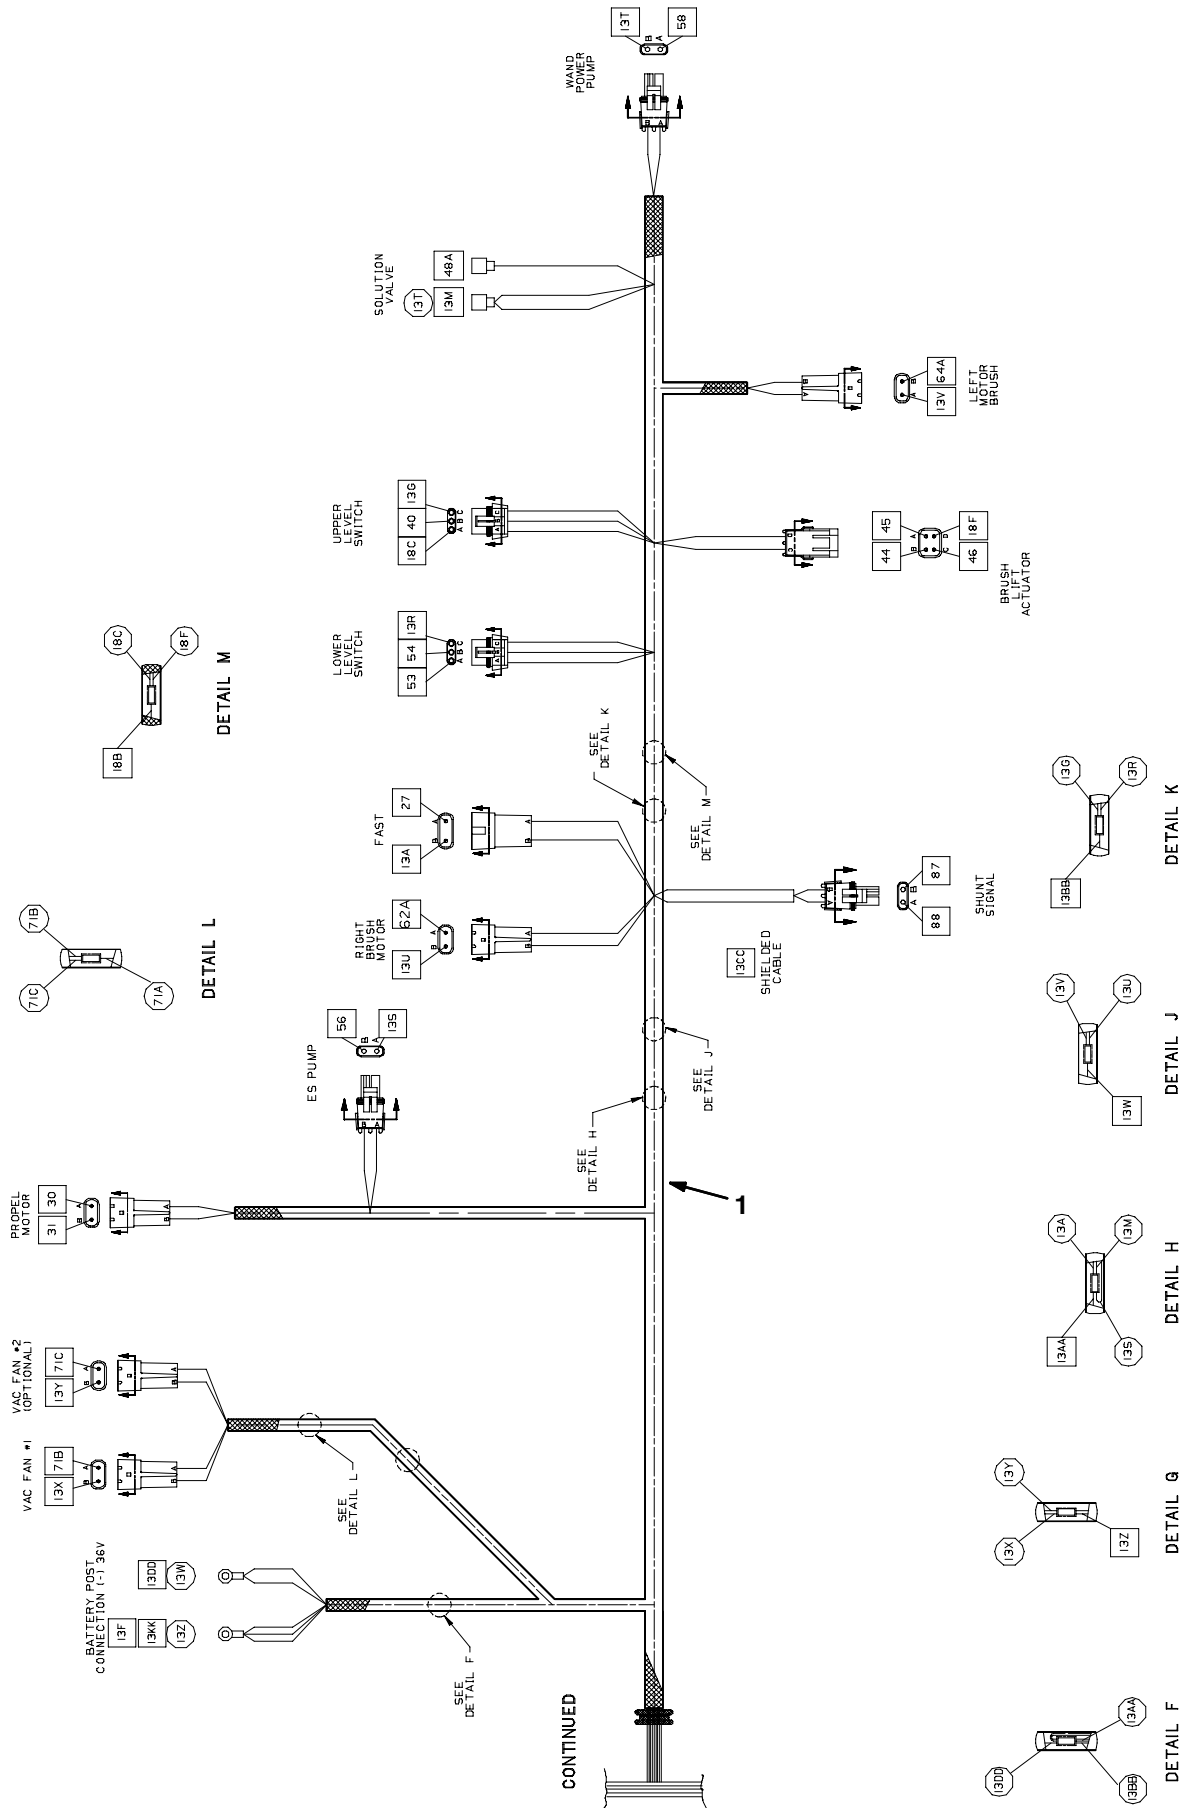 WAND
POWER
PUMP
13T
58
B
A
B
A
SOLUTION
VALVE
13T
13M
48A
LEFT
MOTOR
BRUSH
13V
64A
A
B
A
B
UPPER
LEVEL
SWITCH
18C
40
13G
A
B
C
A
B
C
BRUSH
LIFT
ACTUATOR
44
45
46
18F
B
A
C
D
LOWER
LEVEL
SWITCH
53
54
13R
A
B
C
A
B
C
18C
18F
18B
DETAIL M
SEE
DETAIL K
SEE
DETAIL M
FAST
13A
27
B
A
B
A
RIGHT
BRUSH
MOTOR
13U
62A
B
A
B
A
13CC
SHIELDED
CABLE
88
87
A
B
SHUNT
SIGNAL
71B
71C
71A
DETAIL L
ES PUMP
56
13S
B
A
B
A
SEE
DETAIL H
SEE
DETAIL J
1
PROPEL
MOTOR
31
30
B
A
B
A
VAC FAN #2
(OPTIONAL)
13Y
71C
B
A
B
A
VAC FAN #1
13X
71B
B
A
B
A
SEE
DETAIL L
BATTERY POST
CONNECTION (-) 36V
13F
13KK
13Z
13DD
13W
SEE
DETAIL F
CONTINUED
13DD
13AA
13BB
DETAIL F
13X
13Y
13Z
DETAIL G
13AA
13A
13M
13S
DETAIL H
13V
13U
13W
DETAIL J
13G
13R
13BB
DETAIL K